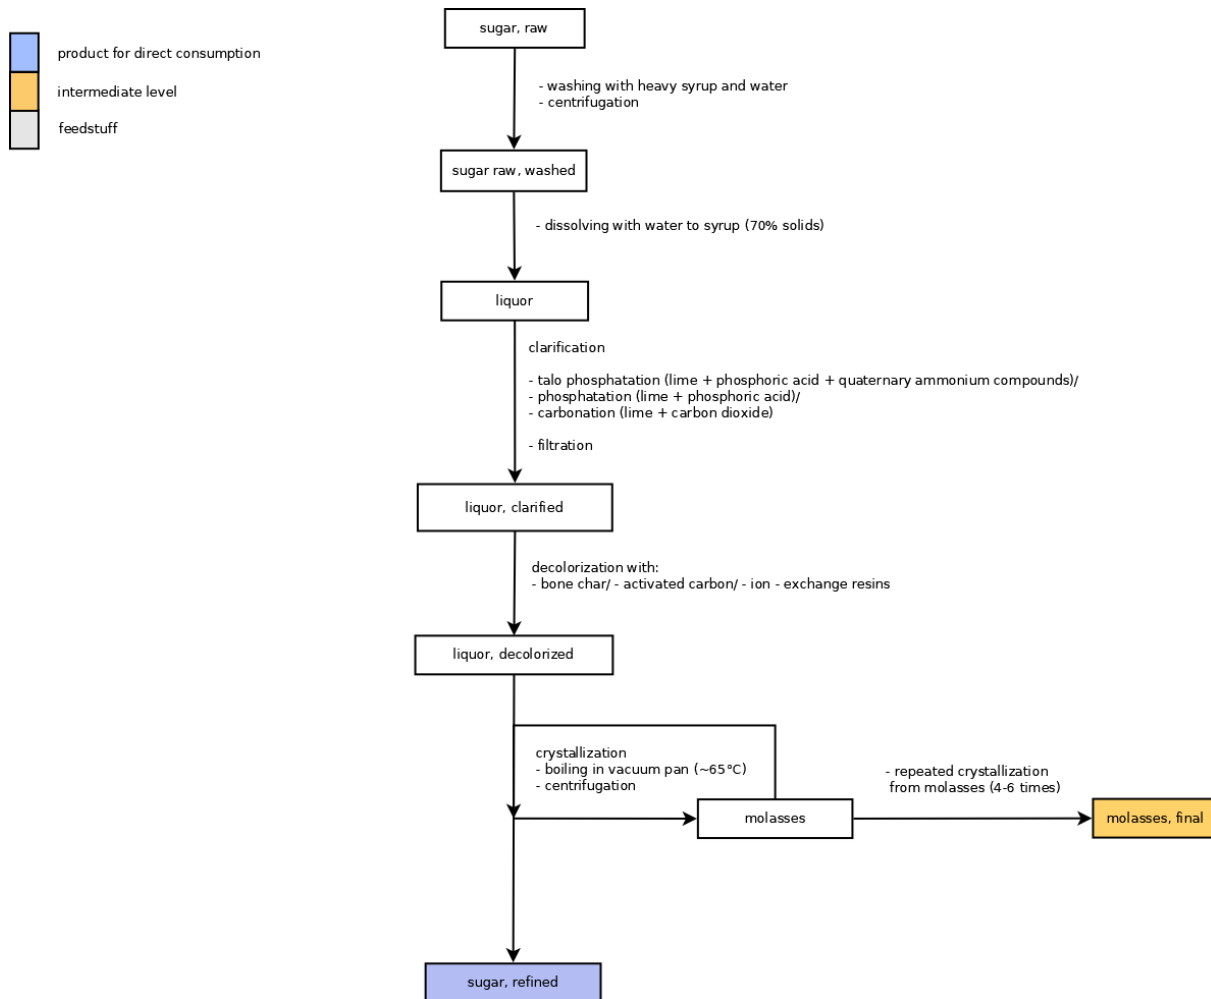 sugar, raw
product for direct consumption
intermediate level
feedstuff
- washing with heavy syrup and water
- centrifugation
sugar raw, washed
- dissolving with water to syrup (70% solids)
liquor
clarification
- talo phosphatation (lime + phosphoric acid + quaternary ammonium compounds)/
- phosphatation (lime + phosphoric acid)/
- carbonation (lime + carbon dioxide)
- filtration
liquor, clarified
decolorization with:
- bone char/ - activated carbon/ - ion - exchange resins
liquor, decolorized
crystallization
- boiling in vacuum pan (~65°C)
- centrifugation
- repeated crystallization
from molasses (4-6 times)
molasses
molasses, final
sugar, refined